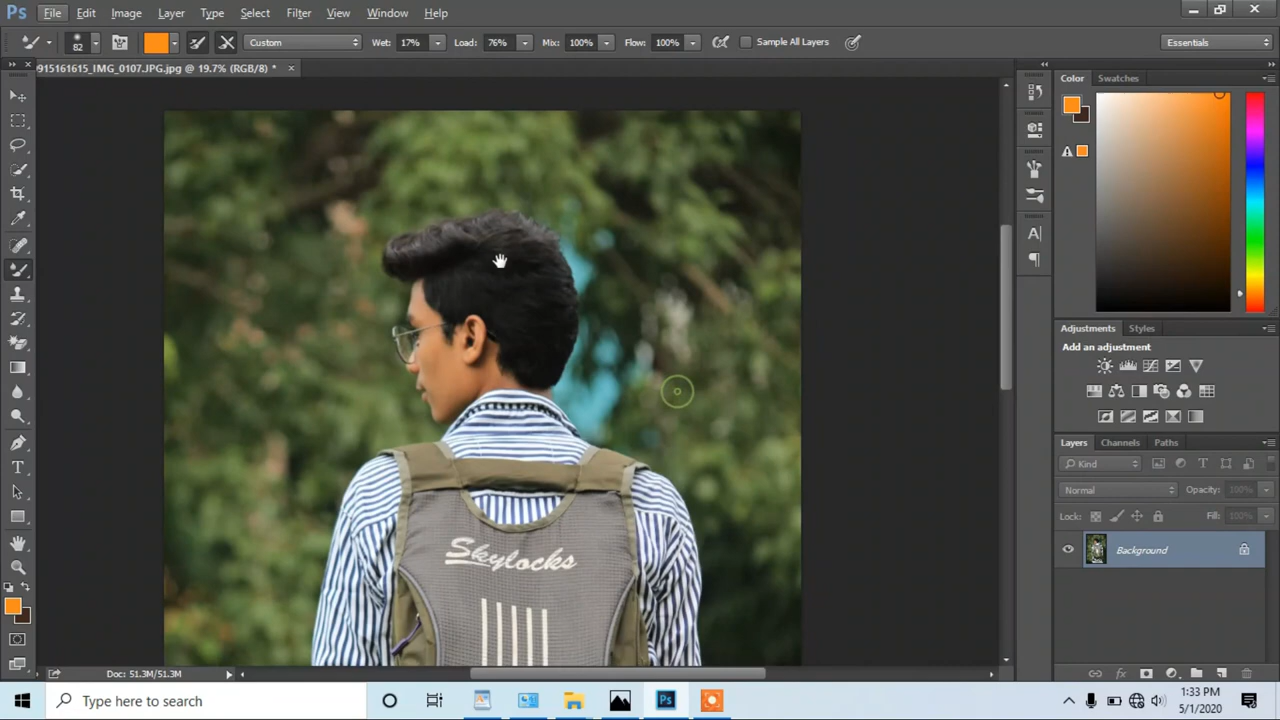 Ps File Edit Image Layer Type Select Filter View Window Help
82 Custom Wet: 17% Load: 76% Mix: 100% Flow: 100% Sample All Layers Essentials
915161615_IMG_0107.JPG.jpg @ 19.7% (RGB/8) *
Color Swatches
Adjustments Styles
Add an adjustment
Layers Channels Paths
Kind
Normal Opacity: 100%
Lock: Fill: 100%
Background
Skylocks
Doc: 51.3M/51.3M
Type here to search
Ps
1:33 PM
5/1/2020